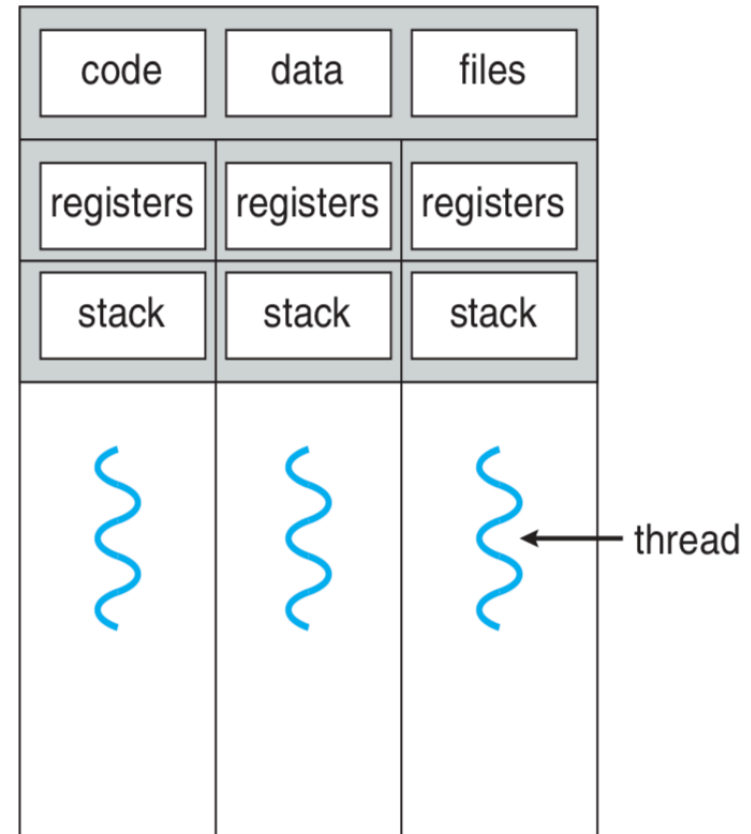 code data files
registers registers registers
stack stack stack
thread